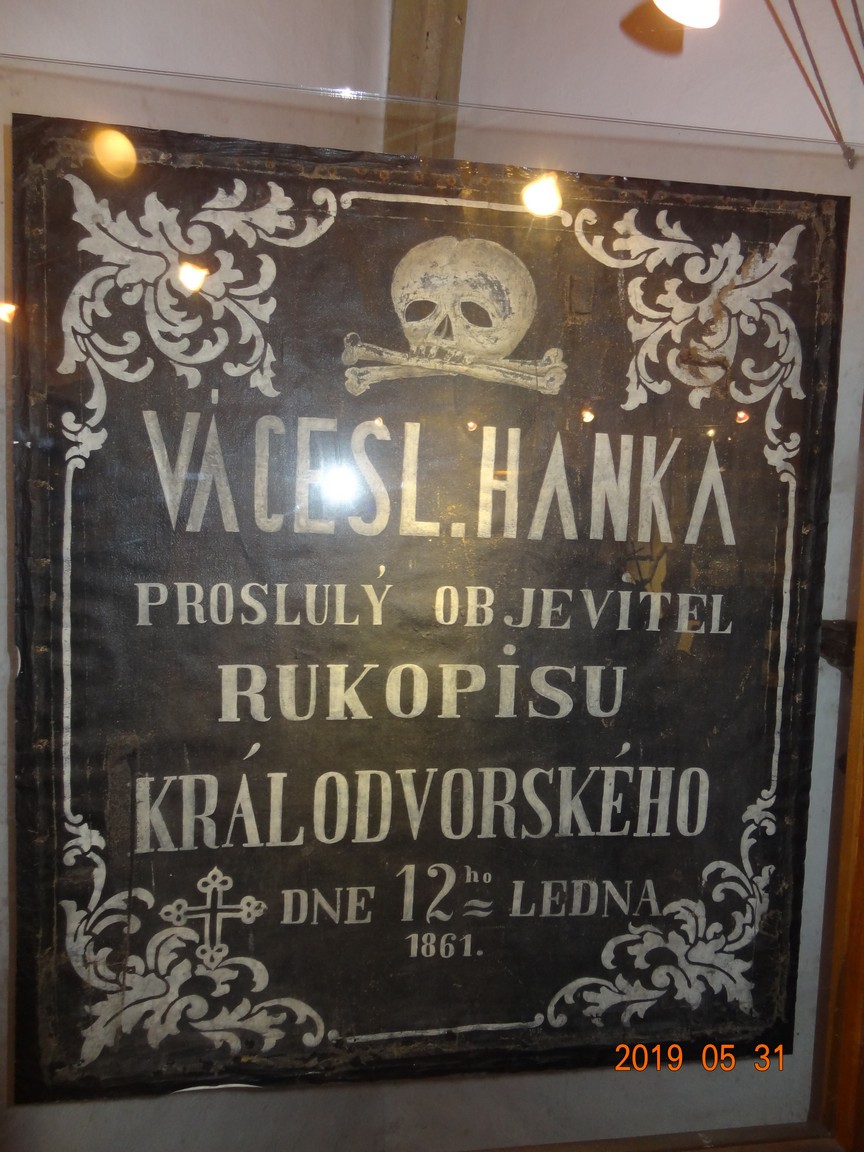 VÁCESL. HANKA
PROSLULÝ OBJEVITEL
RUKOPISU
KRÁLODVORSKÉHO
DNE 12ho LEDNA
1861.
2019 05 31